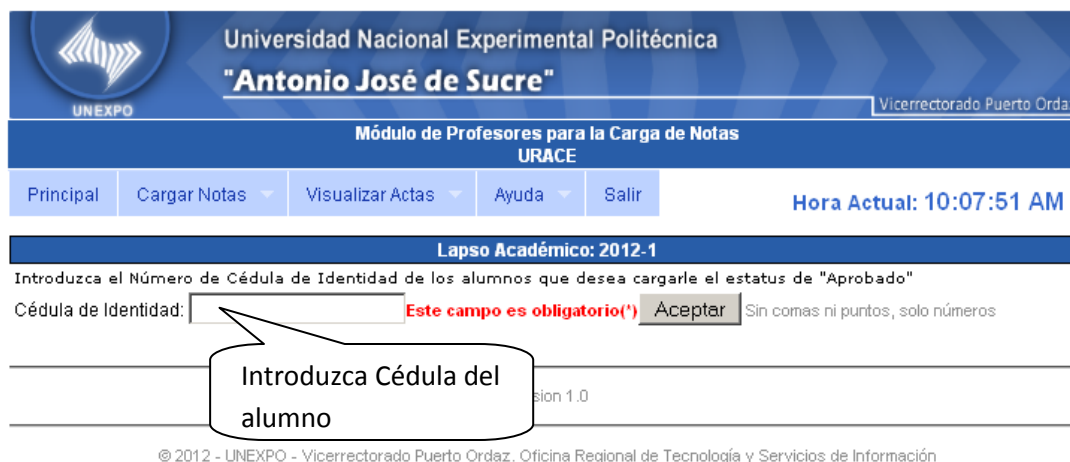 Universidad Nacional Experimental Politécnica
"Antonio José de Sucre"
UNEXPO
Vicerrectorado Puerto Ordaz
Módulo de Profesores para la Carga de Notas
URACE
Principal Cargar Notas Visualizar Actas Ayuda Salir Hora Actual: 10:07:51 AM
Lapso Académico: 2012-1
Introduzca el Número de Cédula de Identidad de los alumnos que desea cargarle el estatus de "Aprobado"
Cédula de Identidad: Este campo es obligatorio(*) Aceptar Sin comas ni puntos, solo números
Introduzca Cédula del
alumno
1.0
© 2012 - UNEXPO - Vicerrectorado Puerto Ordaz. Oficina Regional de Tecnología y Servicios de Información